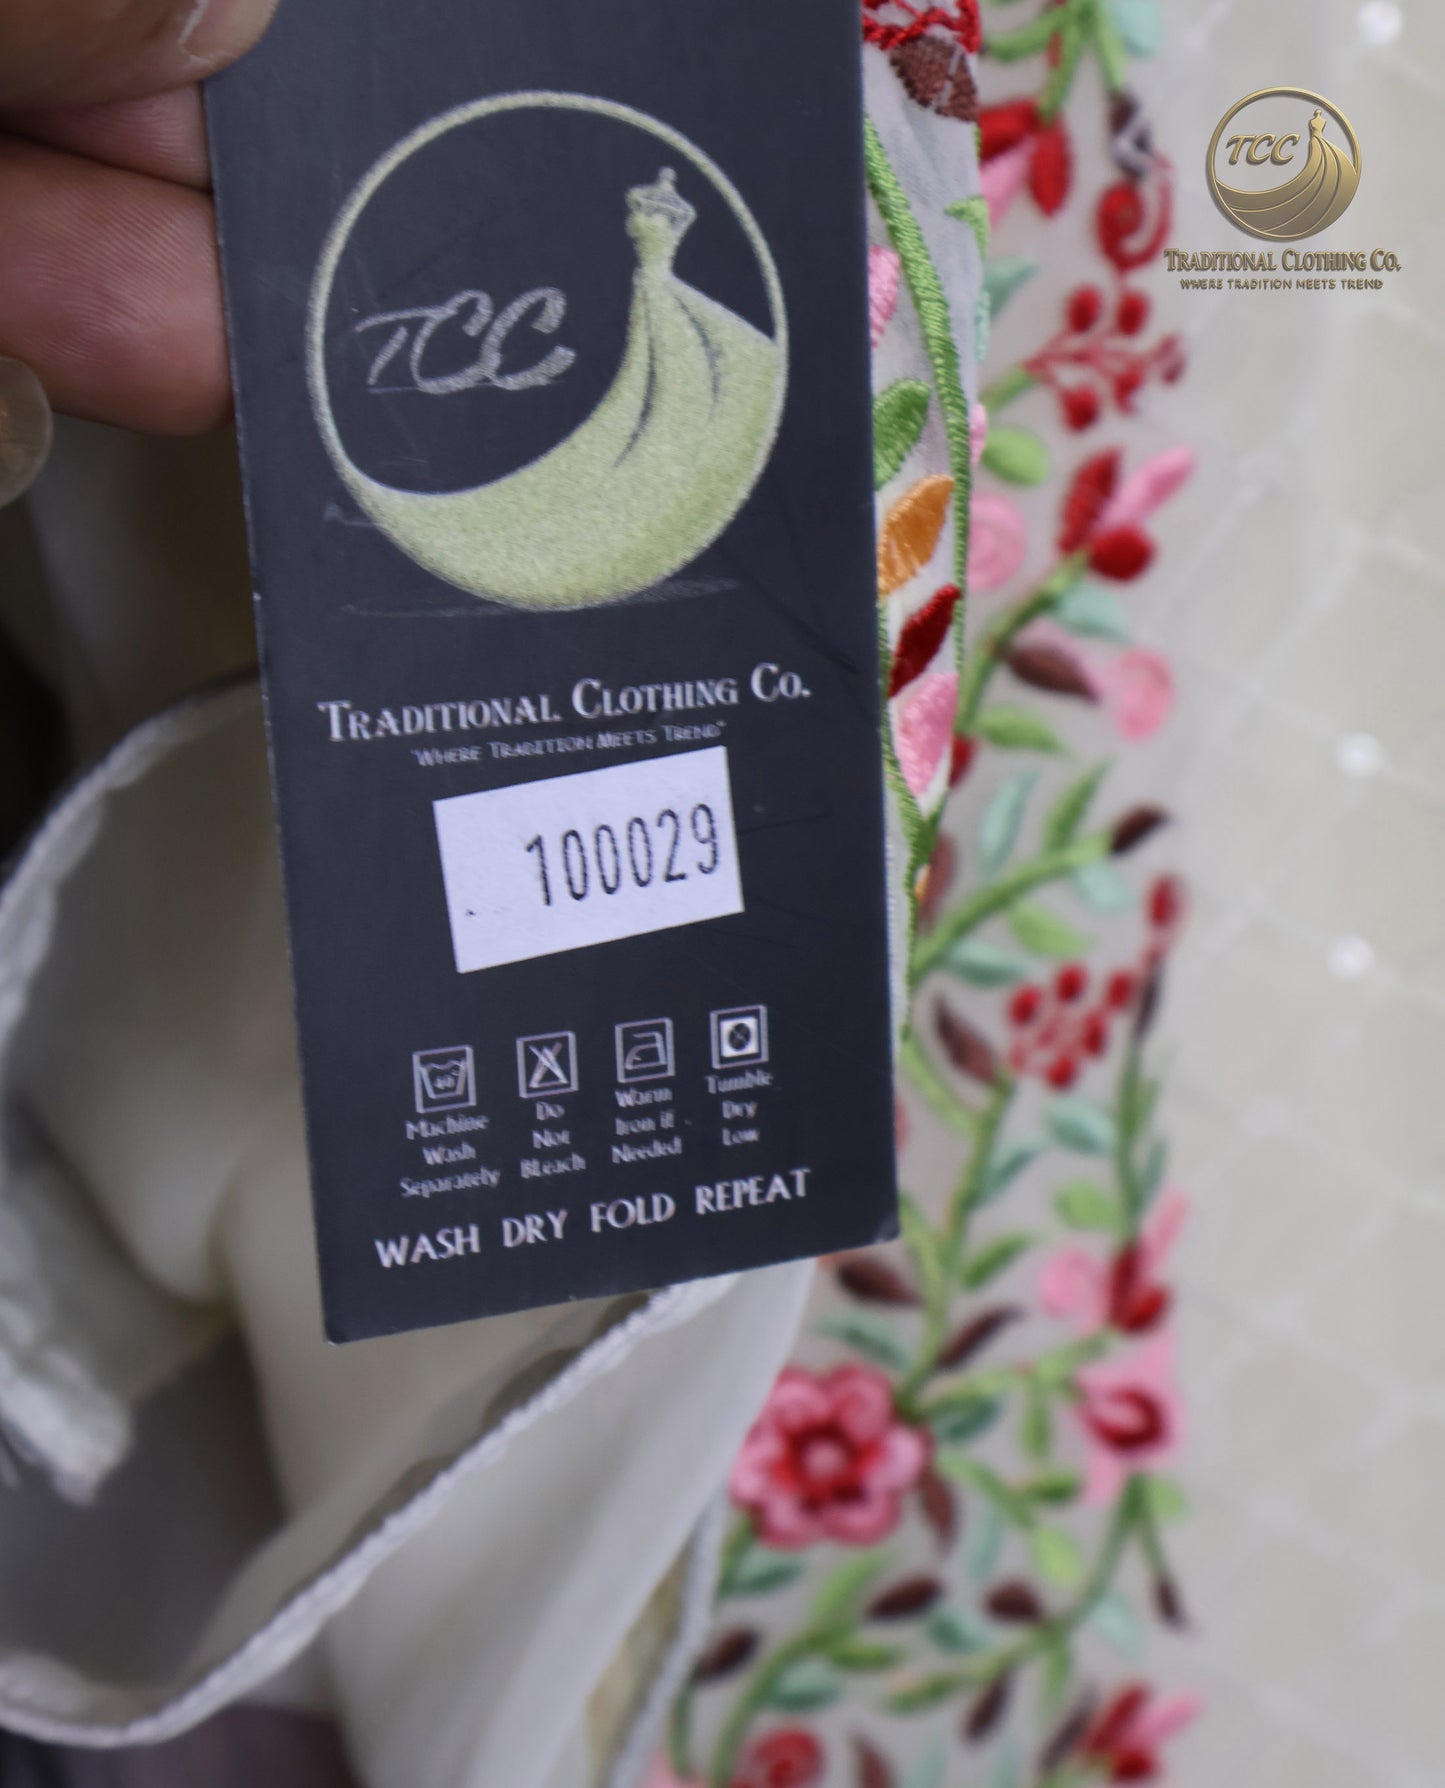 TCC
TRADITIONAL CLOTHING CO.
WHERE TRADITION MEETS TREND
TCC
TRADITIONAL CLOTHING CO.
"WHERE TRADITION MEETS TREND"
100029
40°
Machine Wash Separately
Do Not Bleach
Warm Iron if Needed
Tumble Dry Low
WASH DRY FOLD REPEAT